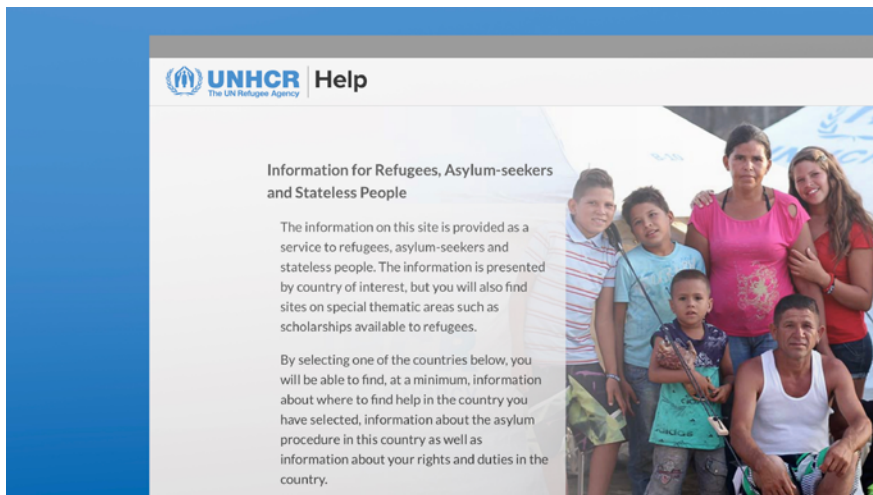 UNHCR
The UN Refugee Agency
Help
Information for Refugees, Asylum-seekers
and Stateless People
The information on this site is provided as a
service to refugees, asylum-seekers and
stateless people. The information is presented
by country of interest, but you will also find
sites on special thematic areas such as
scholarships available to refugees.
By selecting one of the countries below, you
will be able to find, at a minimum, information
about where to find help in the country you
have selected, information about the asylum
procedure in this country as well as
information about your rights and duties in the
country.
adidas